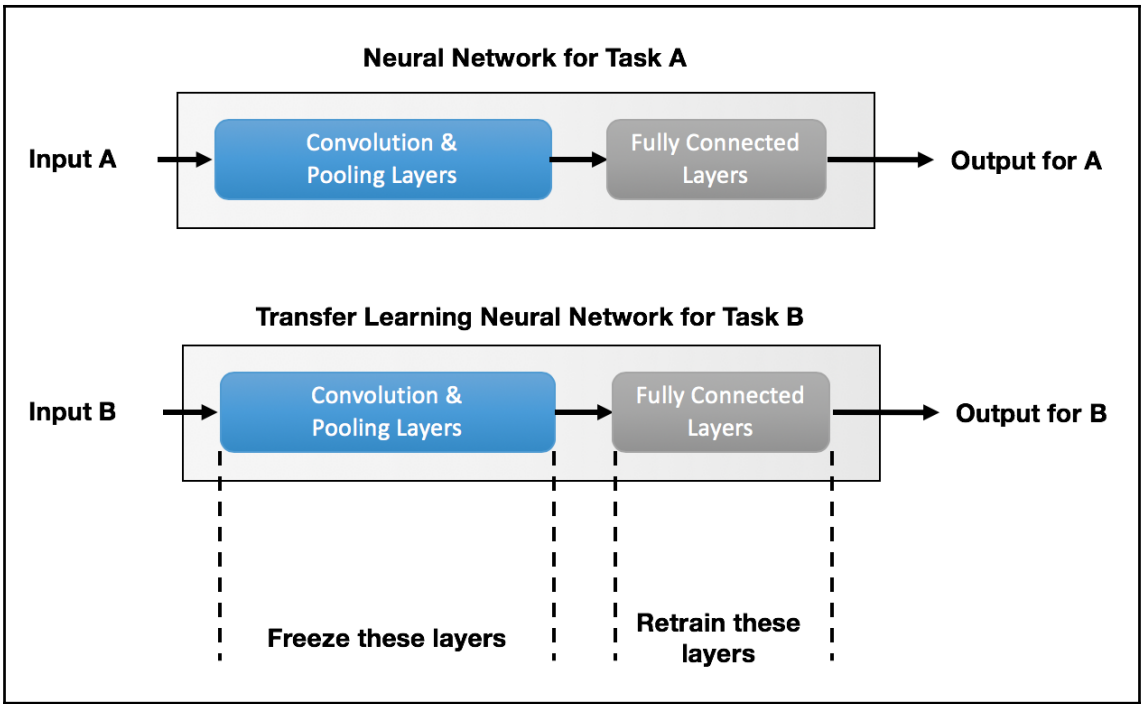 Neural Network for Task A
Input A
Convolution &
Pooling Layers
Fully Connected
Layers
Output for A
Transfer Learning Neural Network for Task B
Input B
Convolution &
Pooling Layers
Fully Connected
Layers
Output for B
Freeze these layers
Retrain these
layers